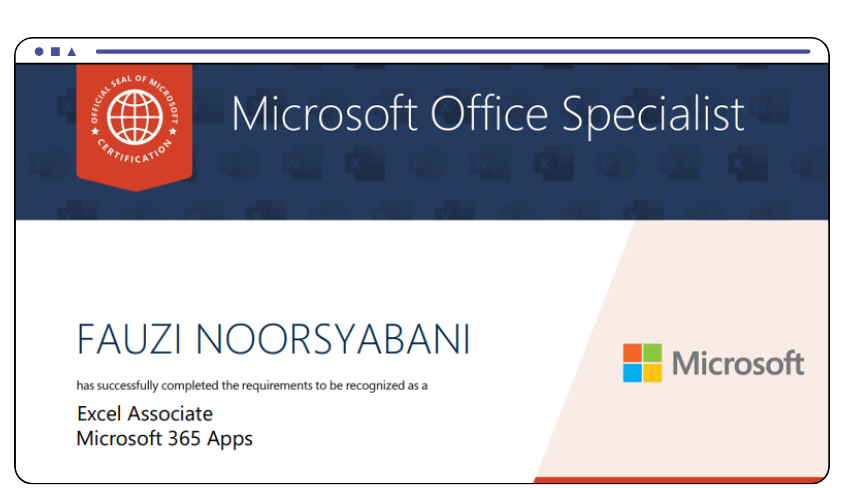 OFFICIAL SEAL OF MICROSOFT
CERTIFICATION
Microsoft Office Specialist
FAUZI NOORSYABANI
Microsoft
has successfully completed the requirements to be recognized as a
Excel Associate
Microsoft 365 Apps